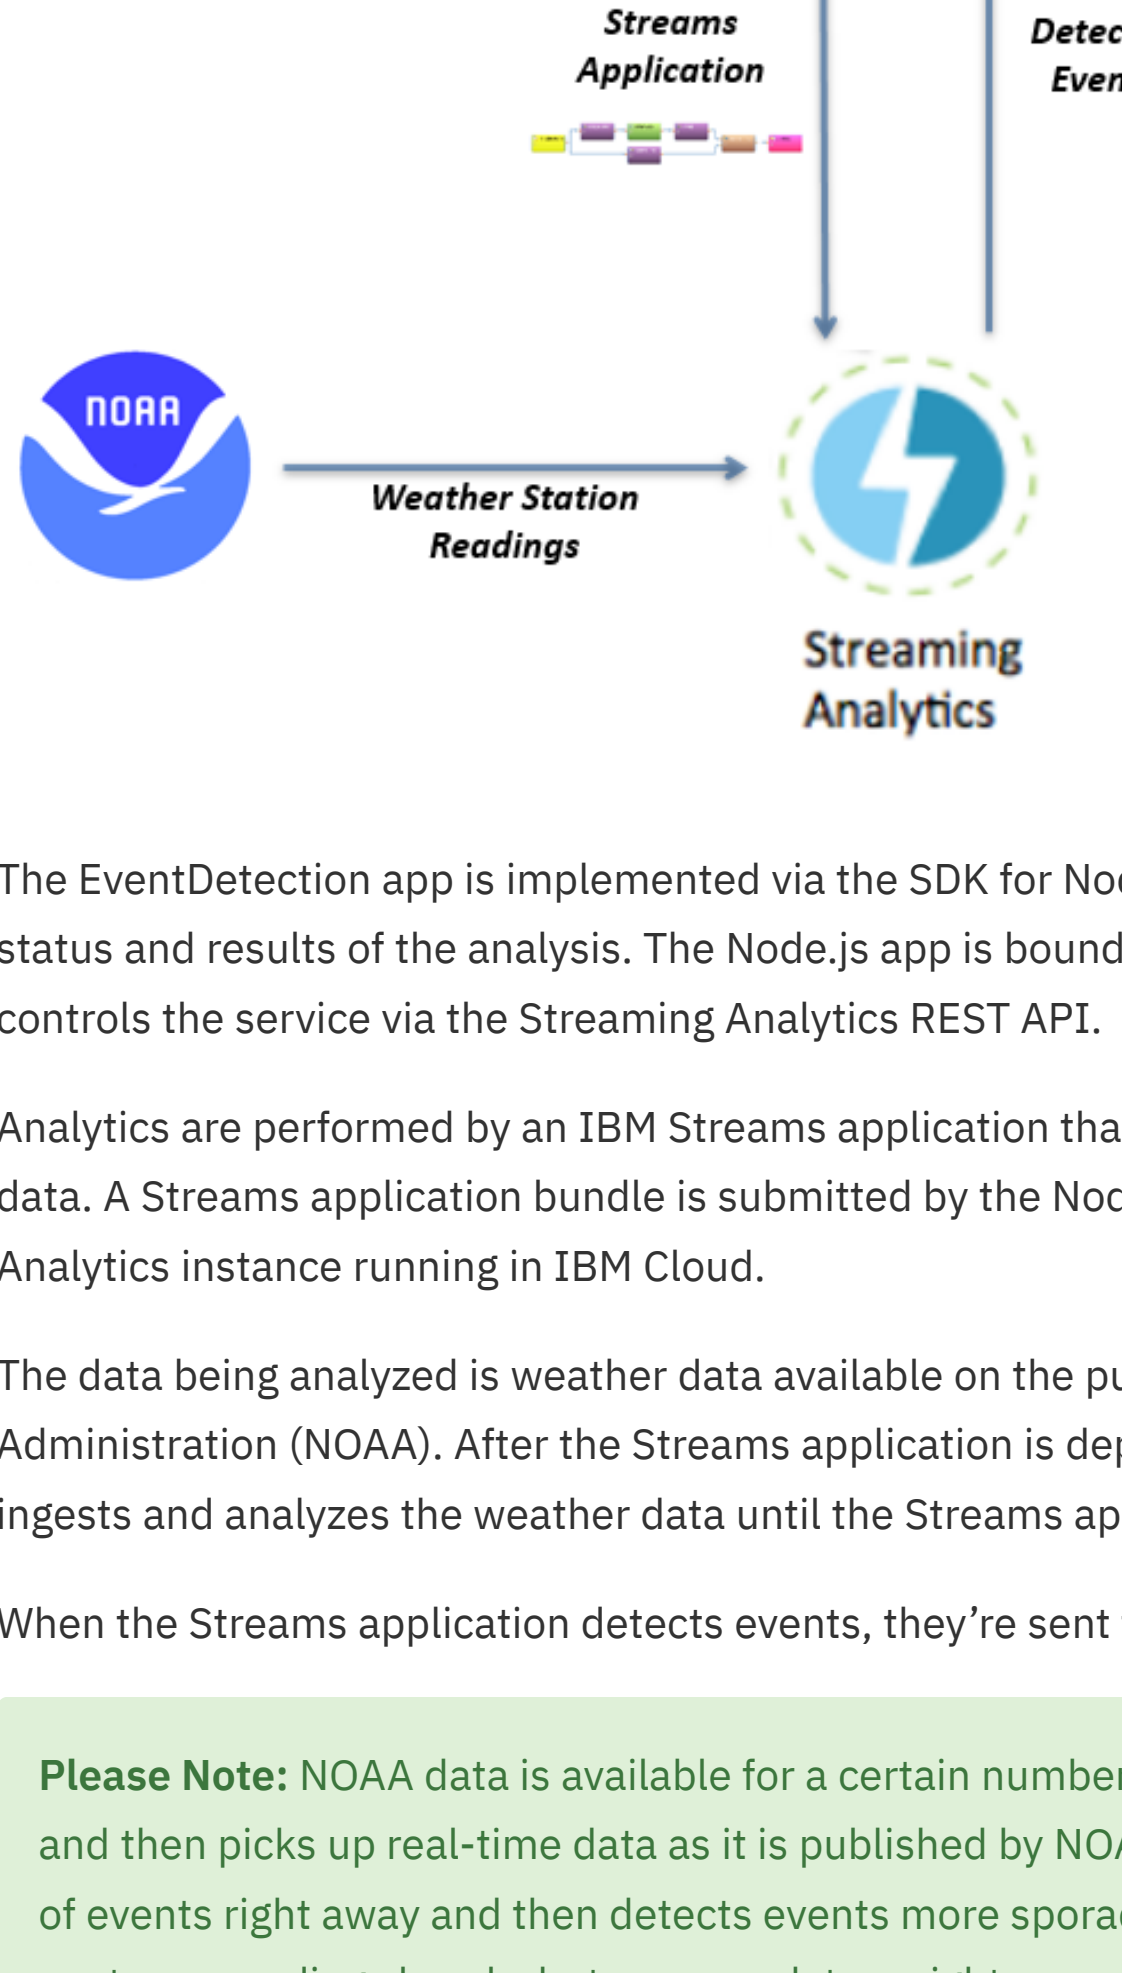 Streams
Application
Detec
Even
NOAA
Weather Station
Readings
Streaming
Analytics
The EventDetection app is implemented via the SDK for Nod
status and results of the analysis. The Node.js app is bound
controls the service via the Streaming Analytics REST API.
Analytics are performed by an IBM Streams application tha
data. A Streams application bundle is submitted by the Nod
Analytics instance running in IBM Cloud.
The data being analyzed is weather data available on the pu
Administration (NOAA). After the Streams application is dep
ingests and analyzes the weather data until the Streams ap
When the Streams application detects events, they’re sent
Please Note: NOAA data is available for a certain number
and then picks up real-time data as it is published by NOA
of events right away and then detects events more sporad